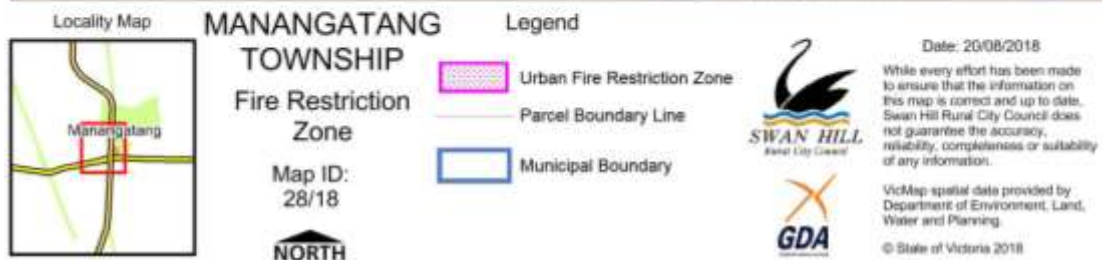 Locality Map
Manangatang
MANANGATANG
TOWNSHIP
Fire Restriction
Zone
Map ID:
28/18
NORTH
Legend
Urban Fire Restriction Zone
Parcel Boundary Line
Municipal Boundary
SWAN HILL
Rural City Council
GDA
Date: 20/08/2018
While every effort has been made
to ensure that the information on
this map is correct and up to date,
Swan Hill Rural City Council does
not guarantee the accuracy,
reliability, completeness or suitability
of any information.
VicMap spatial data provided by
Department of Environment, Land,
Water and Planning.
© State of Victoria 2018